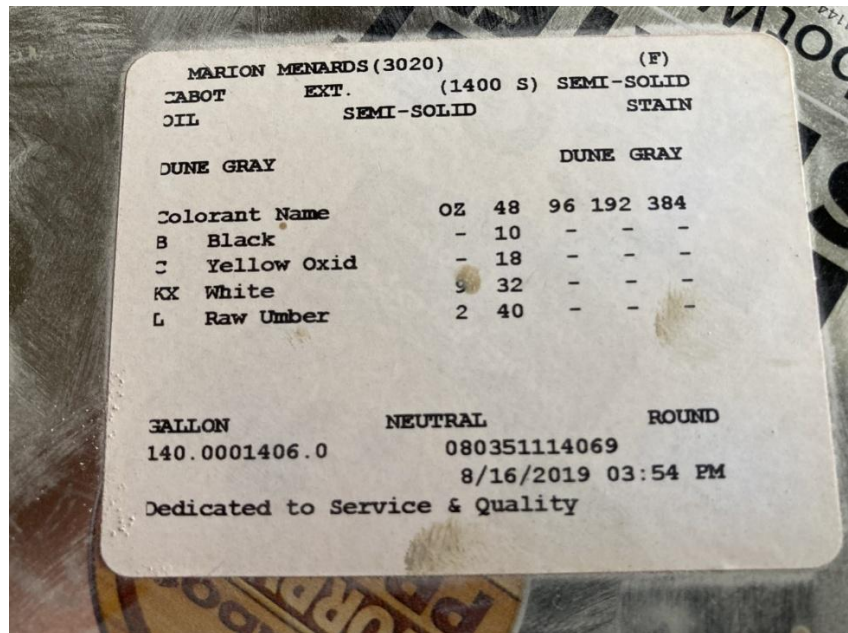 MARION MENARDS(3020) (F)
CABOT EXT. (1400 S) SEMI-SOLID
OIL SEMI-SOLID STAIN
DUNE GRAY DUNE GRAY
Colorant Name OZ 48 96 192 384
B Black - 10 - - -
C Yellow Oxid - 18 - - -
KX White 9 32 - - -
L Raw Umber 2 40 - - -
GALLON NEUTRAL ROUND
140.0001406.0 080351114069
8/16/2019 03:54 PM
Dedicated to Service & Quality